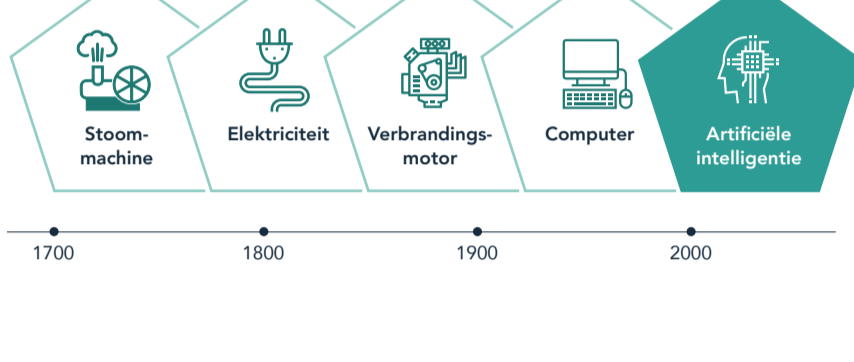 Stoom-
machine
Elektriciteit
Verbrandings-
motor
Computer
Artificiële
intelligentie
1700
1800
1900
2000